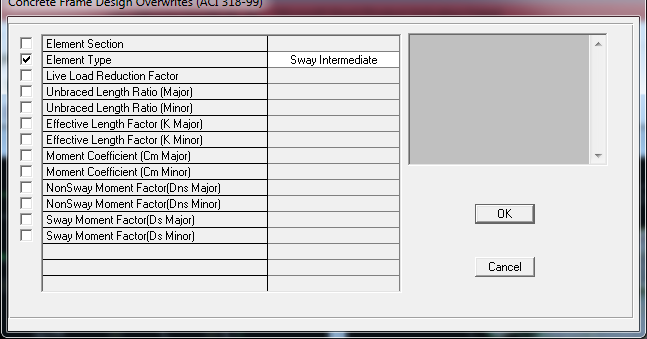 Concrete Frame Design Overwrites (ACI 318-99)
Element Section
Element Type Sway Intermediate
Live Load Reduction Factor
Unbraced Length Ratio (Major)
Unbraced Length Ratio (Minor)
Effective Length Factor (K Major)
Effective Length Factor (K Minor)
Moment Coefficient (Cm Major)
Moment Coefficient (Cm Minor)
NonSway Moment Factor(Dns Major)
NonSway Moment Factor(Dns Minor)
Sway Moment Factor(Ds Major)
Sway Moment Factor(Ds Minor)
OK
Cancel